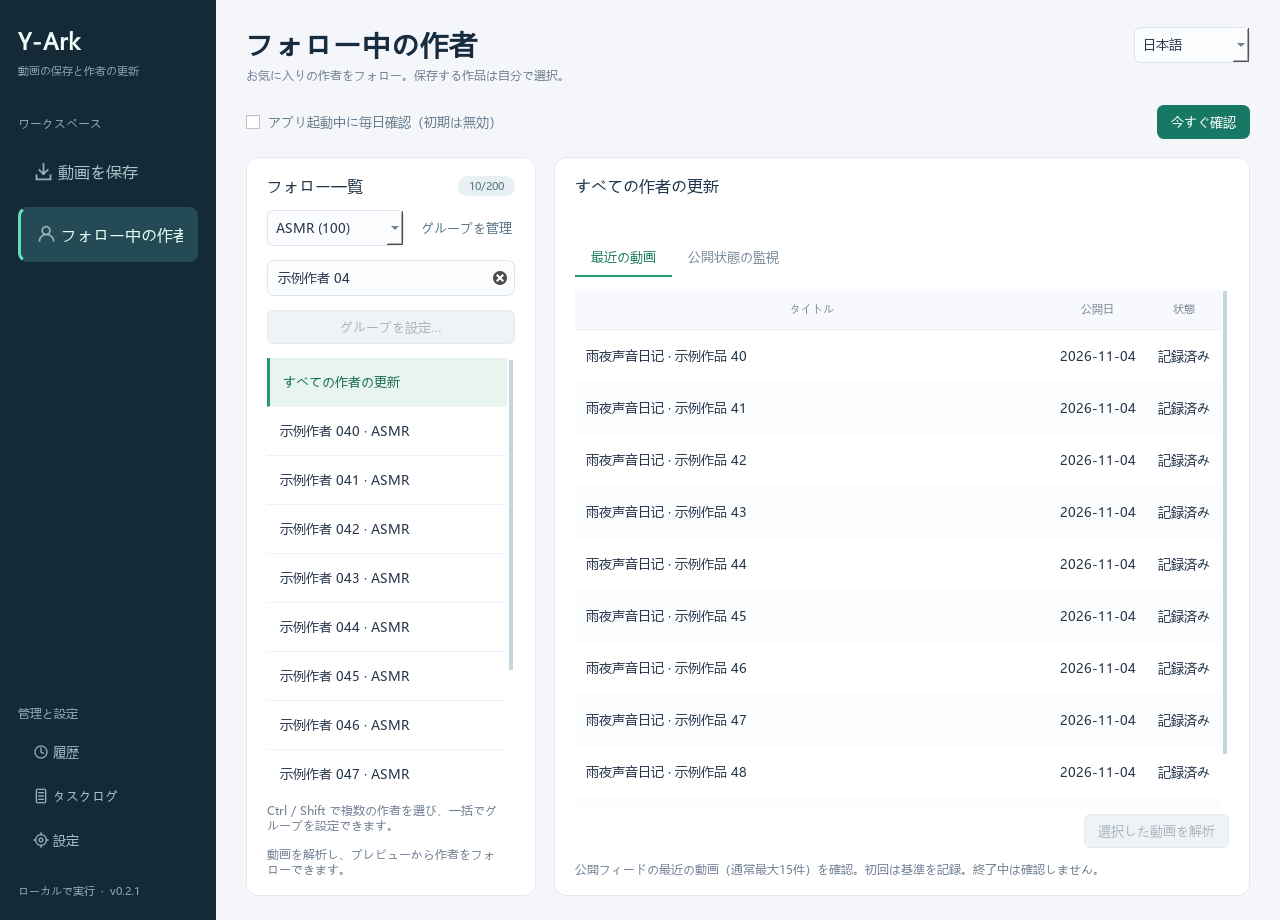 Y-Ark
動画の保存と作者の更新
ワークスペース
動画を保存
フォロー中の作者
管理と設定
履歴
タスクログ
設定
ローカルで実行 · v0.2.1
フォロー中の作者
お気に入りの作者をフォロー。保存する作品は自分で選択。
日本語
アプリ起動中に毎日確認（初期は無効）
今すぐ確認
フォロー一覧
10/200
ASMR (100)
グループを管理
示例作者 04
グループを設定...
すべての作者の更新
示例作者 040 · ASMR
示例作者 041 · ASMR
示例作者 042 · ASMR
示例作者 043 · ASMR
示例作者 044 · ASMR
示例作者 045 · ASMR
示例作者 046 · ASMR
示例作者 047 · ASMR
Ctrl / Shift で複数の作者を選び、一括でグ
ループを設定できます。
動画を解析し、プレビューから作者をフォ
ローできます。
すべての作者の更新
最近の動画 公開状態の監視
タイトル 公開日 状態
雨夜声音日记 · 示例作品 40 2026-11-04 記録済み
雨夜声音日记 · 示例作品 41 2026-11-04 記録済み
雨夜声音日记 · 示例作品 42 2026-11-04 記録済み
雨夜声音日记 · 示例作品 43 2026-11-04 記録済み
雨夜声音日记 · 示例作品 44 2026-11-04 記録済み
雨夜声音日记 · 示例作品 45 2026-11-04 記録済み
雨夜声音日记 · 示例作品 46 2026-11-04 記録済み
雨夜声音日记 · 示例作品 47 2026-11-04 記録済み
雨夜声音日记 · 示例作品 48 2026-11-04 記録済み
選択した動画を解析
公開フィードの最近の動画（通常最大15件）を確認。初回は基準を記録。終了中は確認しません。